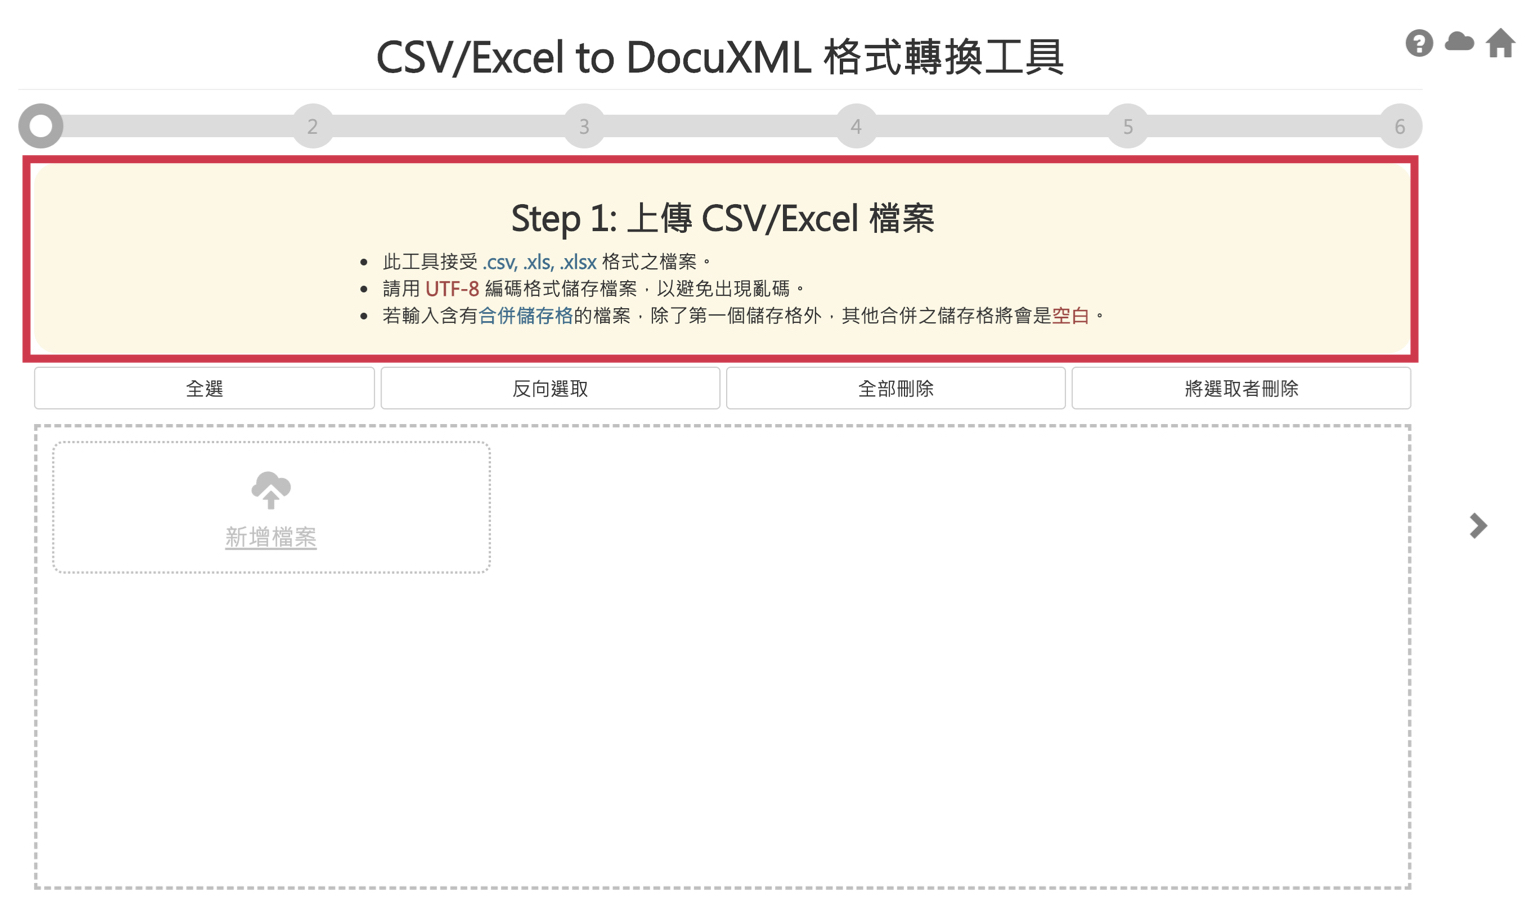 CSV/Excel to DocuXML 格式轉換工具
2 3 4 5 6
Step 1: 上傳 CSV/Excel 檔案
• 此工具接受 .csv, .xls, .xlsx 格式之檔案。
• 請用 UTF-8 編碼格式儲存檔案，以避免出現亂碼。
• 若輸入含有合併儲存格的檔案，除了第一個儲存格外，其他合併之儲存格將會是空白。
全選 反向選取 全部刪除 將選取者刪除
新增檔案